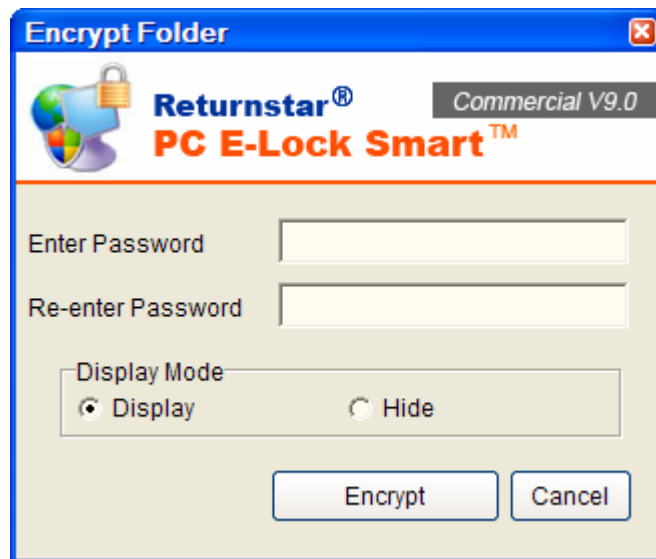 Encrypt Folder
Returnstar® Commercial V9.0
PC E-Lock Smart™
Enter Password
Re-enter Password
Display Mode
Display Hide
Encrypt Cancel